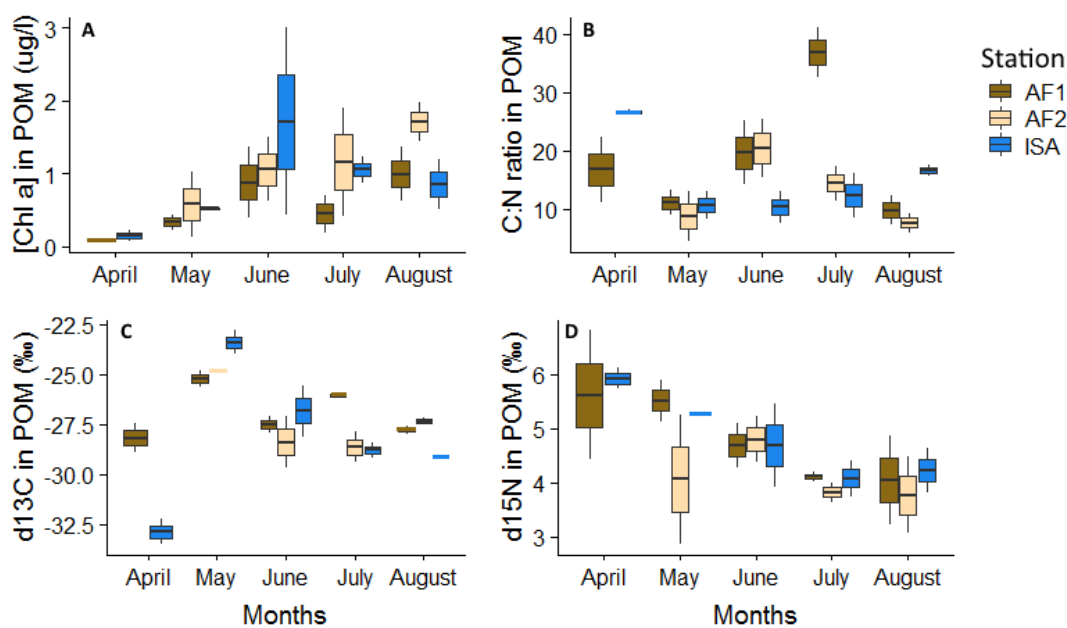 A
[Chl a] in POM (ug/l)
3
2
1
0
April May June July August
B
C:N ratio in POM
40
30
20
10
April May June July August
Station
AF1
AF2
ISA
C
d13C in POM (‰)
-22.5
-25.0
-27.5
-29.0
-32.5
April May June July August
Months
D
d15N in POM (‰)
6
5
4
3
April May June July August
Months